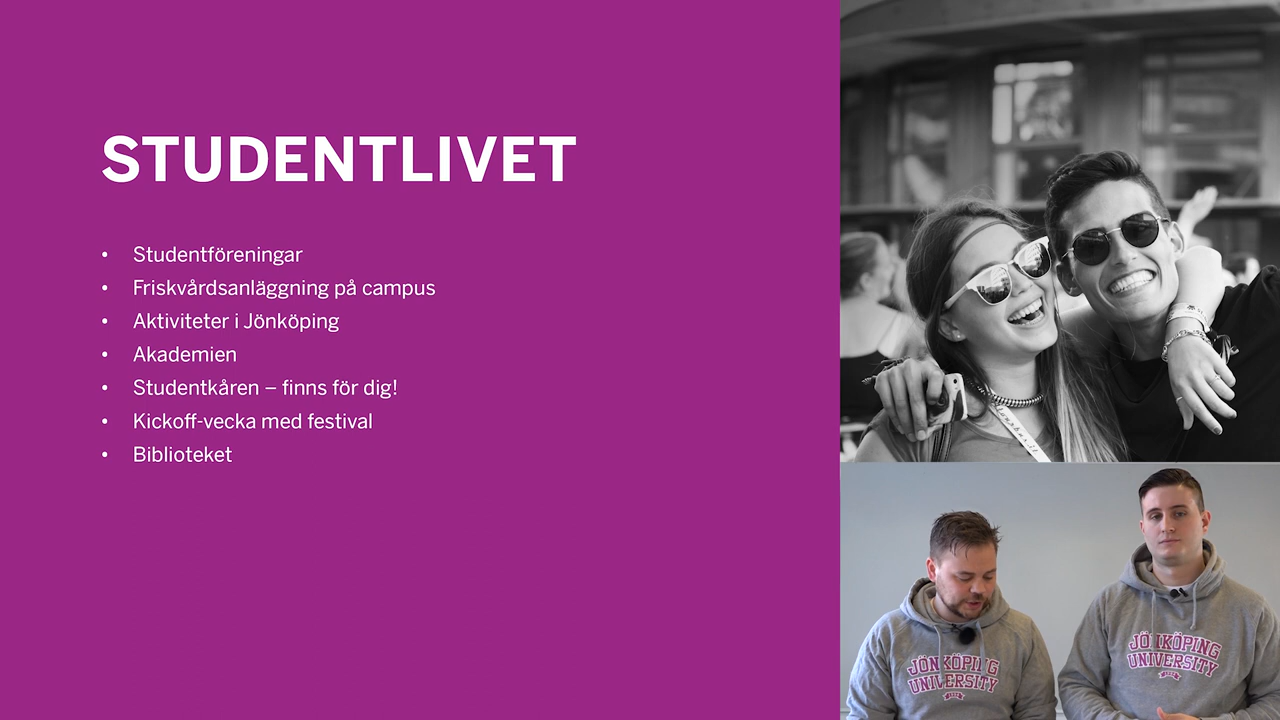 STUDENTLIVET
• Studentföreningar
• Friskvårdsanläggning på campus
• Aktiviteter i Jönköping
• Akademien
• Studentkåren – finns för dig!
• Kickoff-vecka med festival
• Biblioteket
JÖNKÖPING
UNIVERSITY
JÖNKÖPING
UNIVERSITY